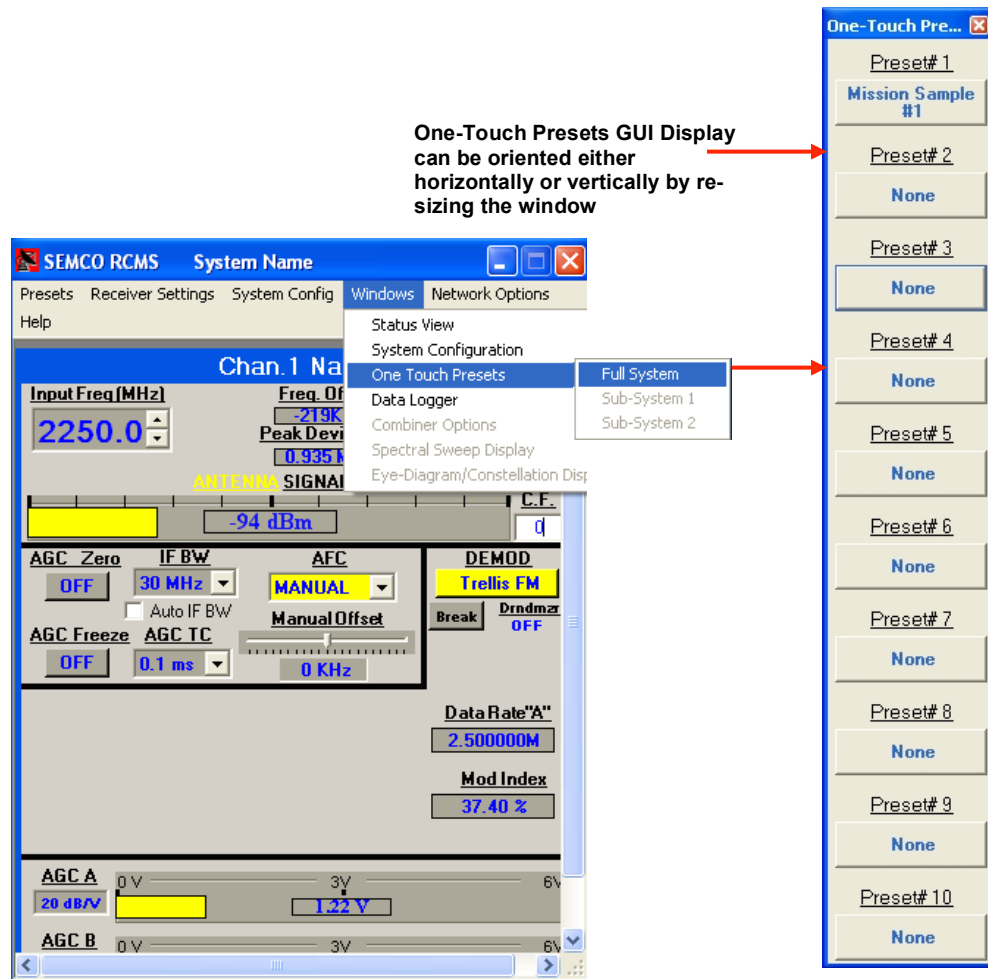 One-Touch Pre...
Preset# 1
Mission Sample
#1
Preset# 2
None
Preset# 3
None
Preset# 4
None
Preset# 5
None
Preset# 6
None
Preset# 7
None
Preset# 8
None
Preset# 9
None
Preset# 10
None
One-Touch Presets GUI Display
can be oriented either
horizontally or vertically by re-
sizing the window
SEMCO RCMS System Name
Presets Receiver Settings System Config Windows Network Options
Help
Status View
System Configuration
One Touch Presets
Data Logger
Combiner Options
Spectral Sweep Display
Eye-Diagram/Constellation Disp
Full System
Sub-System 1
Sub-System 2
Chan.1 Na
Input Freq (MHz)
2250.0
Freq. Of
-219K
Peak Devi
0.935 M
ANTENNA SIGNAL
-94 dBm
C.F.
0
AGC Zero
OFF
IF BW
30 MHz
Auto IF BW
AFC
MANUAL
Manual Offset
0 KHz
AGC Freeze
OFF
AGC TC
0.1 ms
DEMOD
Trellis FM
Break
Drndmzr
OFF
Data Rate"A"
2.500000M
Mod Index
37.40 %
AGC A
20 dB/V
0 V 3V 6V
1.22 V
AGC B
0 V 3V 6V